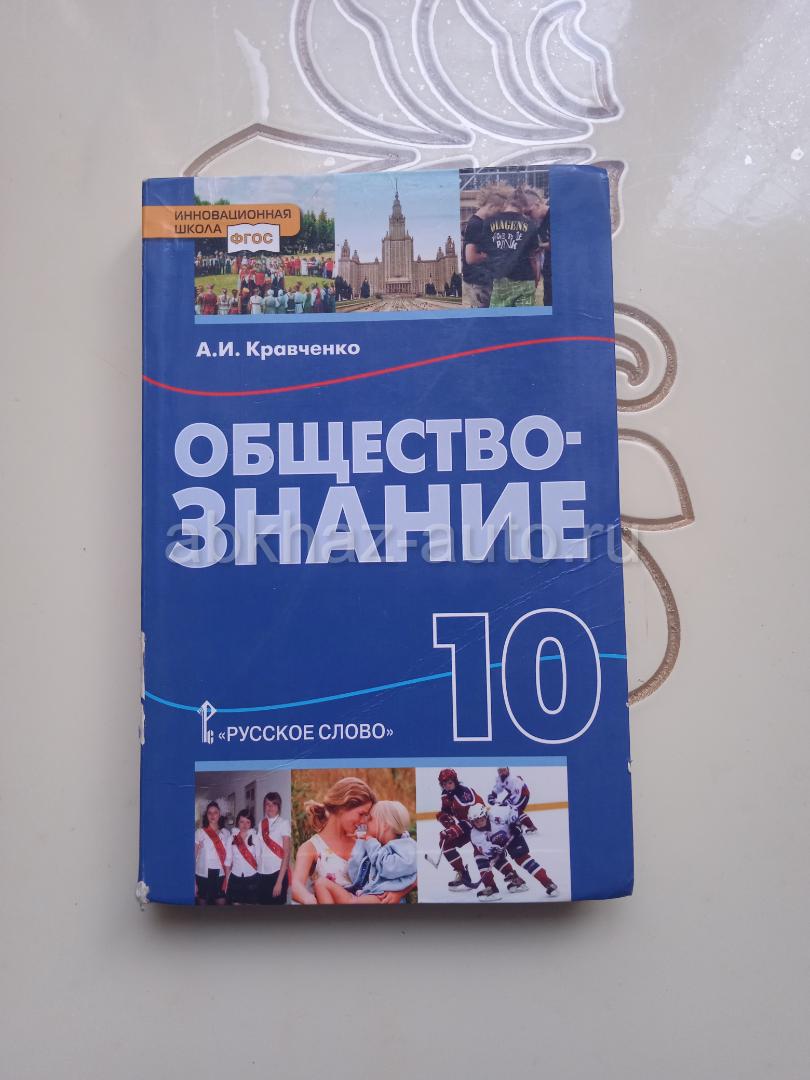 ИННОВАЦИОННАЯ
ШКОЛА
ФГОС
А.И. Кравченко
ОБЩЕСТВО-
ЗНАНИЕ
abkhaz-auto.ru
10
«РУССКОЕ СЛОВО»